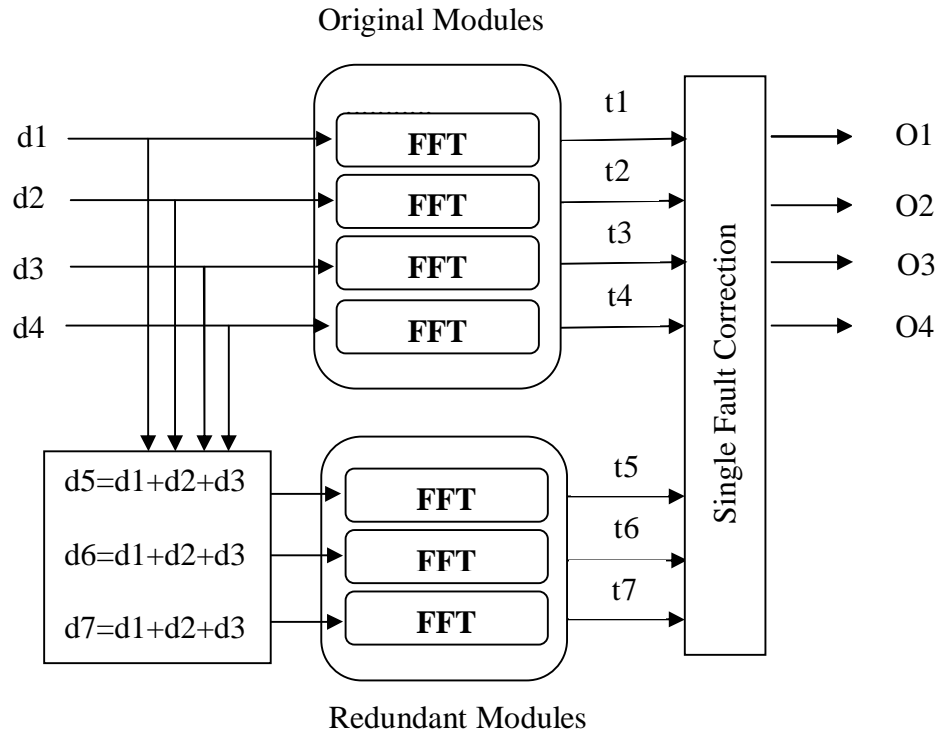 Original Modules
d1
d2
d3
d4
FFT
FFT
FFT
FFT
t1
t2
t3
t4
Single Fault Correction
O1
O2
O3
O4
d5=d1+d2+d3
d6=d1+d2+d3
d7=d1+d2+d3
FFT
FFT
FFT
t5
t6
t7
Redundant Modules